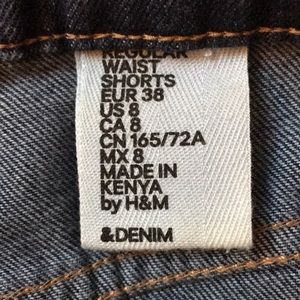 REGULAR
WAIST
SHORTS
EUR 38
US 8
CA 8
CN 165/72A
MX 8
MADE IN
KENYA
by H&M
&DENIM